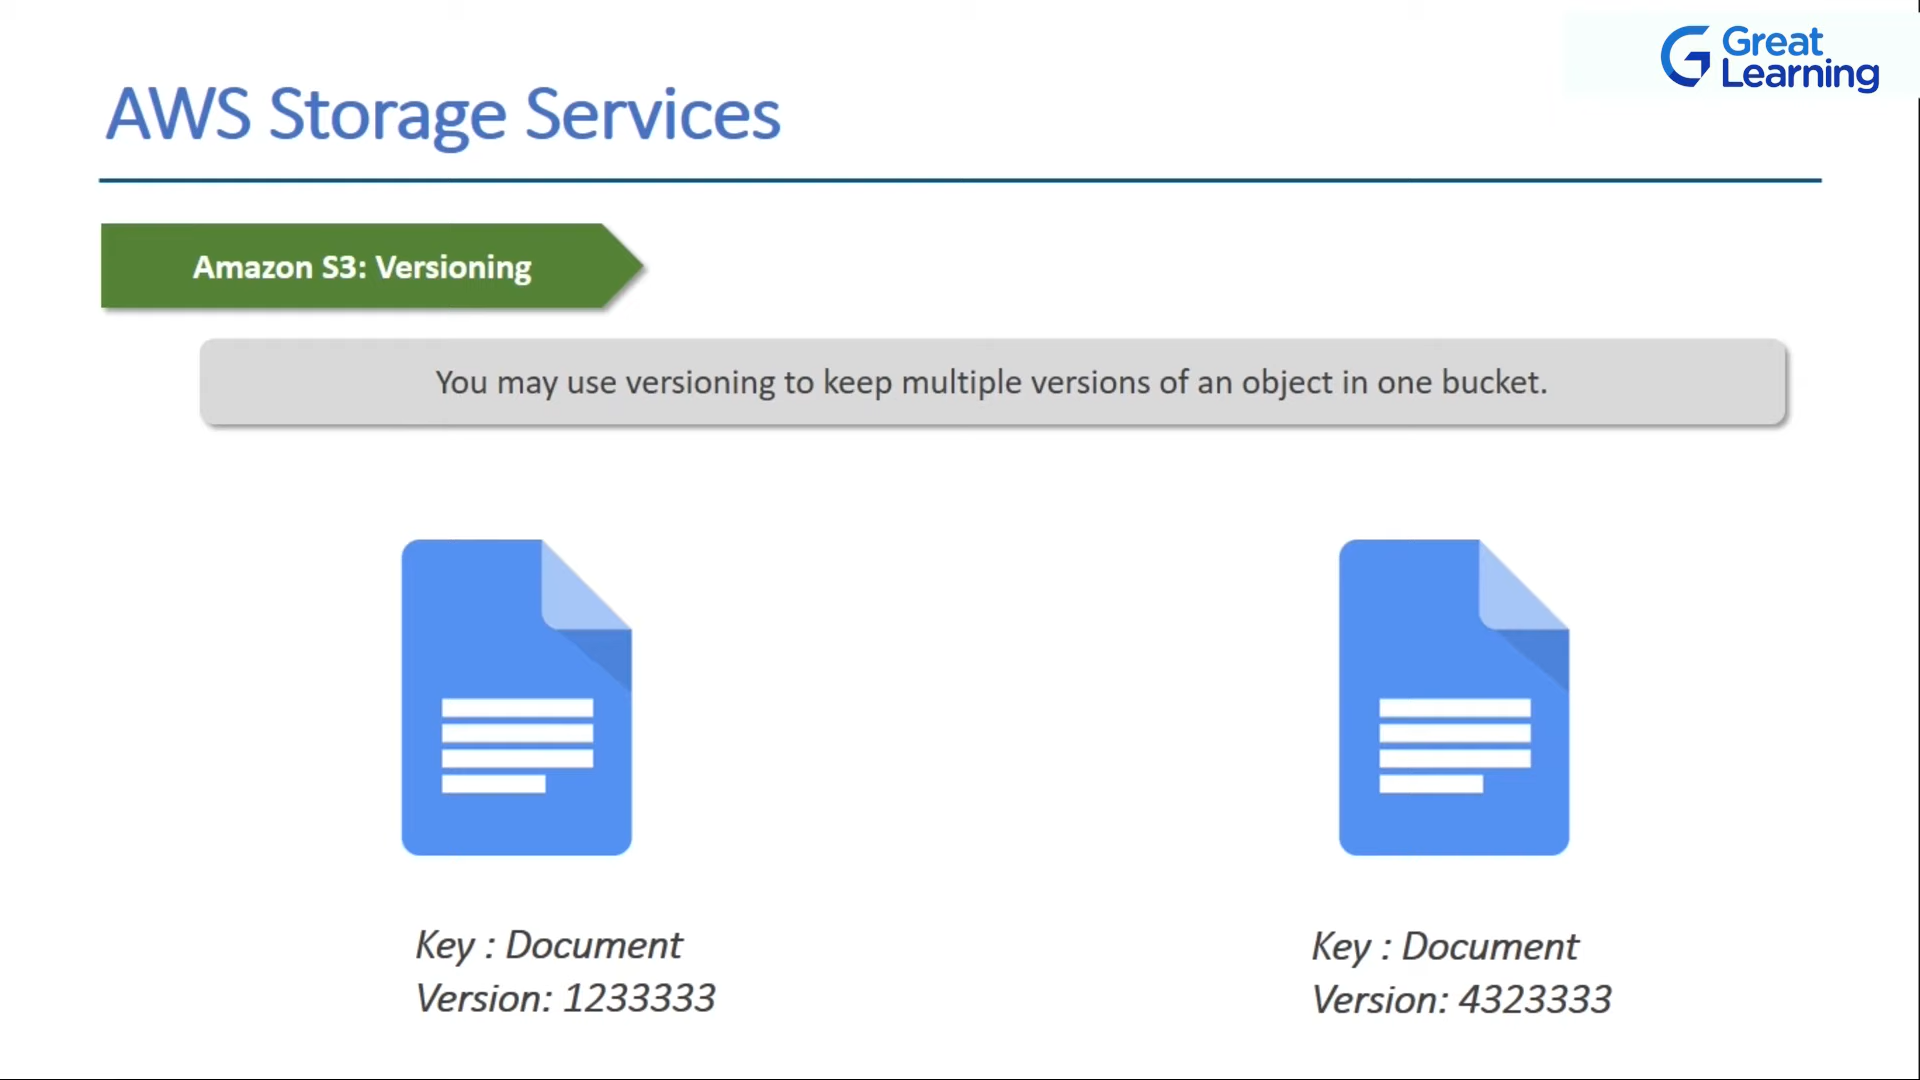 Great
Learning
AWS Storage Services
Amazon S3: Versioning
You may use versioning to keep multiple versions of an object in one bucket.
Key : Document
Version: 1233333
Key : Document
Version: 4323333